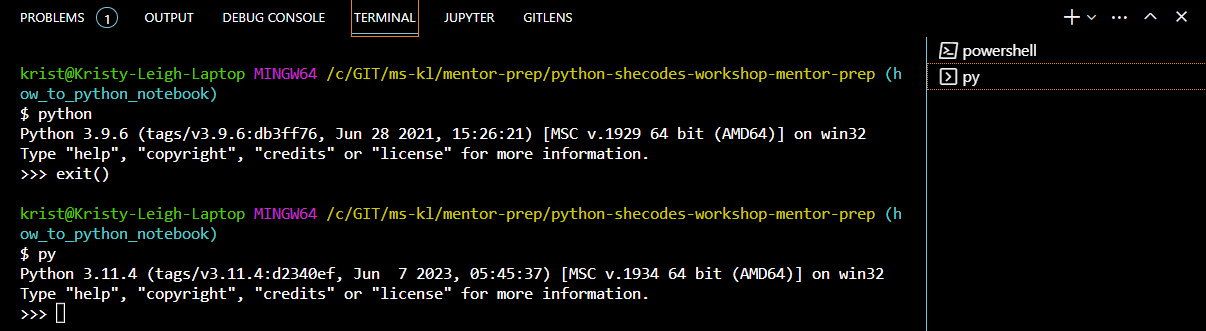 PROBLEMS 1 OUTPUT DEBUG CONSOLE TERMINAL JUPYTER GITLENS
powershell
py
krist@Kristy-Leigh-Laptop MINGW64 /c/GIT/ms-kl/mentor-prep/python-shecodes-workshop-mentor-prep (h
ow_to_python_notebook)
$ python
Python 3.9.6 (tags/v3.9.6:db3ff76, Jun 28 2021, 15:26:21) [MSC v.1929 64 bit (AMD64)] on win32
Type "help", "copyright", "credits" or "license" for more information.
>>> exit()
krist@Kristy-Leigh-Laptop MINGW64 /c/GIT/ms-kl/mentor-prep/python-shecodes-workshop-mentor-prep (h
ow_to_python_notebook)
$ py
Python 3.11.4 (tags/v3.11.4:d2340ef, Jun  7 2023, 05:45:37) [MSC v.1934 64 bit (AMD64)] on win32
Type "help", "copyright", "credits" or "license" for more information.
>>>